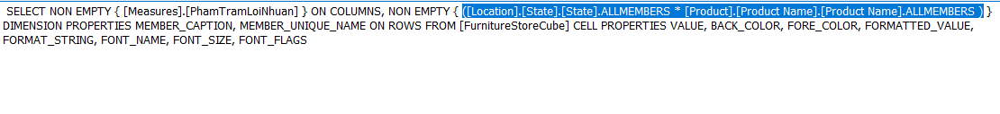 SELECT NON EMPTY { [Measures].[PhamTramLoiNhuan] } ON COLUMNS, NON EMPTY { ([Location].[State].[State].ALLMEMBERS * [Product].[Product Name].[Product Name].ALLMEMBERS ) }
DIMENSION PROPERTIES MEMBER_CAPTION, MEMBER_UNIQUE_NAME ON ROWS FROM [FurnitureStoreCube] CELL PROPERTIES VALUE, BACK_COLOR, FORE_COLOR, FORMATTED_VALUE,
FORMAT_STRING, FONT_NAME, FONT_SIZE, FONT_FLAGS